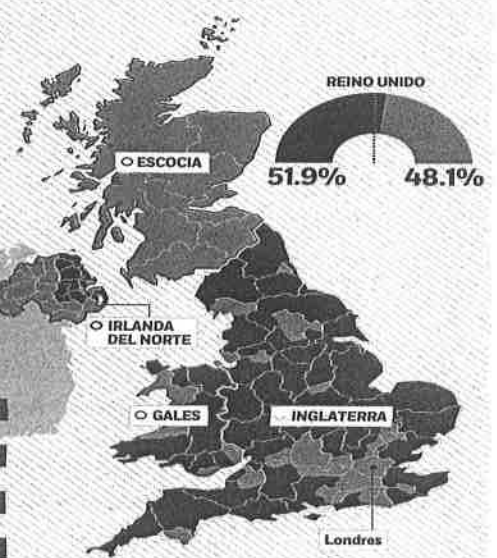 REINO UNIDO
51.9% 48.1%
ESCOCIA
IRLANDA
DEL NORTE
GALES
INGLATERRA
Londres